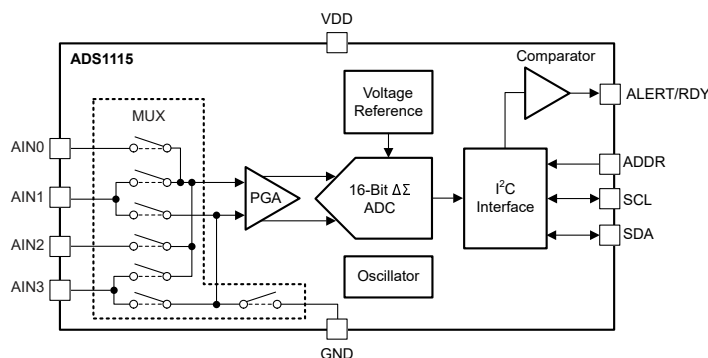 VDD
ADS1115
Comparator
Voltage
Reference
ALERT/RDY
MUX
AIN0
ADDR
AIN1
PGA
16-Bit ΔΣ
ADC
I²C
Interface
SCL
AIN2
SDA
Oscillator
AIN3
GND